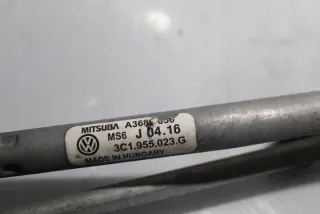 MITSUBA
MS6 J 04.16
3C1.955.023.G
MADE IN HUNGARY